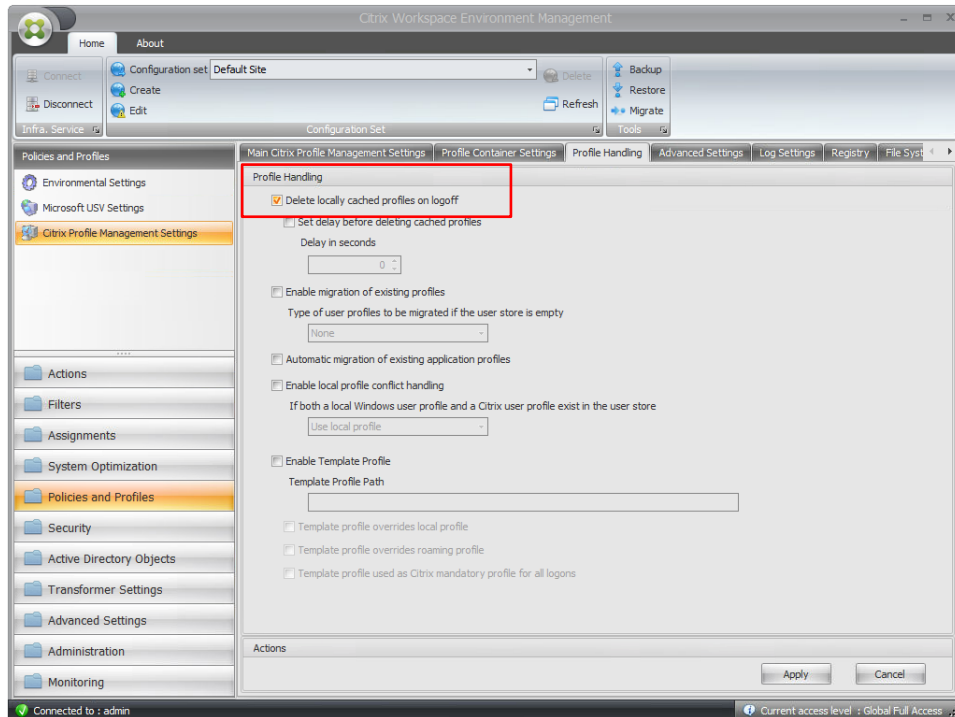 Citrix Workspace Environment Management
Home
About
Connect
Disconnect
Infra. Service
Configuration set
Default Site
Create
Edit
Delete
Refresh
Configuration Set
Backup
Restore
Migrate
Tools
Policies and Profiles
Environmental Settings
Microsoft USV Settings
Citrix Profile Management Settings
Actions
Filters
Assignments
System Optimization
Policies and Profiles
Security
Active Directory Objects
Transformer Settings
Advanced Settings
Administration
Monitoring
Main Citrix Profile Management Settings
Profile Container Settings
Profile Handling
Advanced Settings
Log Settings
Registry
File Syst
Profile Handling
Delete locally cached profiles on logoff
Set delay before deleting cached profiles
Delay in seconds
0
Enable migration of existing profiles
Type of user profiles to be migrated if the user store is empty
None
Automatic migration of existing application profiles
Enable local profile conflict handling
If both a local Windows user profile and a Citrix user profile exist in the user store
Use local profile
Enable Template Profile
Template Profile Path
Template profile overrides local profile
Template profile overrides roaming profile
Template profile used as Citrix mandatory profile for all logons
Actions
Apply
Cancel
Connected to : admin
Current access level : Global Full Access